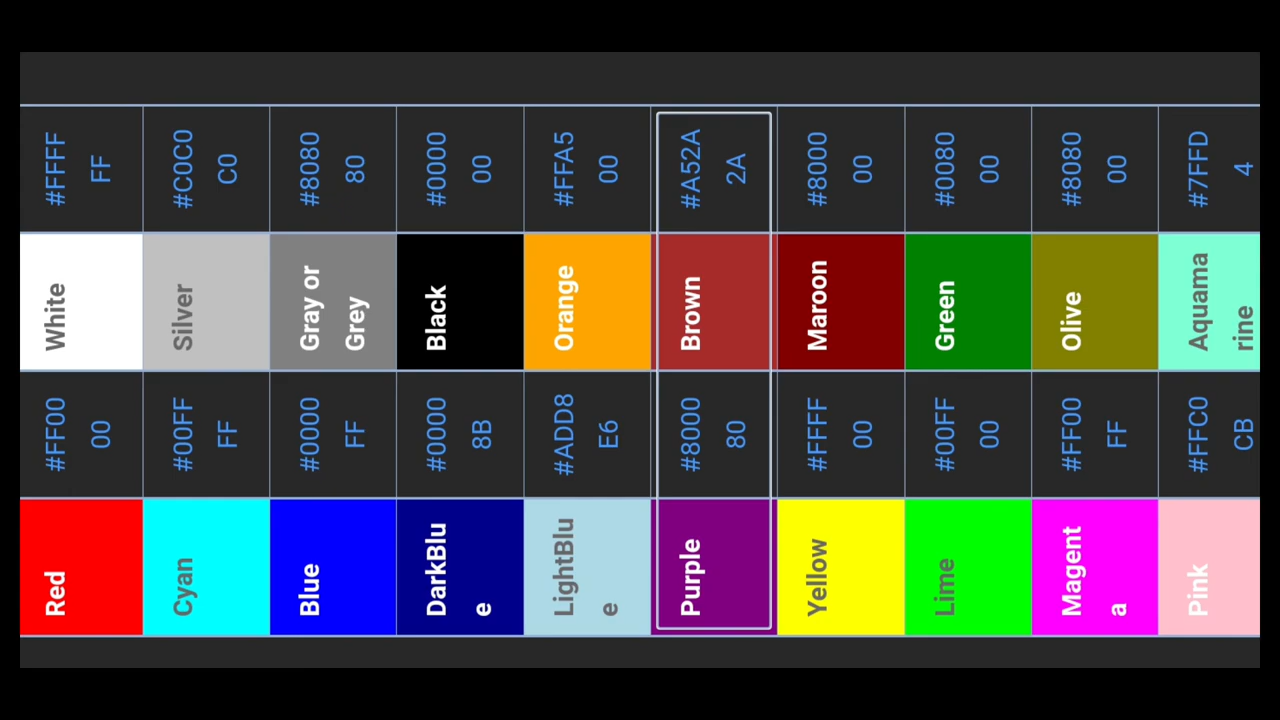 Red
#FF00
00
White
#FFFF
FF
Cyan
#00FF
FF
Silver
#C0C0
C0
Blue
#0000
FF
Gray or
Grey
#8080
80
DarkBlu
e
#0000
8B
Black
#0000
00
LightBlu
e
#ADD8
E6
Orange
#FFA5
00
Purple
#8000
80
Brown
#A52A
2A
Yellow
#FFFF
00
Maroon
#8000
00
Lime
#00FF
00
Green
#0080
00
Magent
a
#FF00
FF
Olive
#8080
00
Pink
#FFC0
CB
Aquama
rine
#7FFD
4